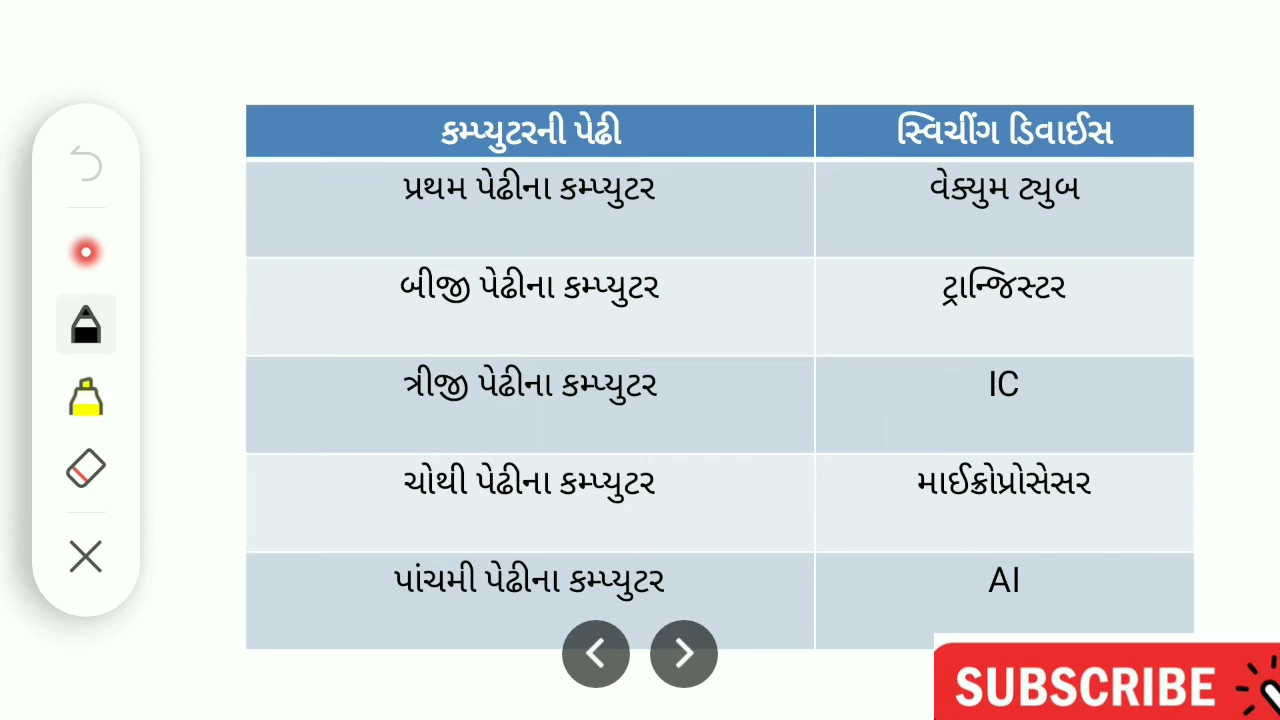 કમ્પ્યુટરની પેઢી સ્વિચીંગ ડિવાઈસ
પ્રથમ પેઢીના કમ્પ્યુટર વેક્યુમ ટ્યુબ
બીજી પેઢીના કમ્પ્યુટર ટ્રાન્જિસ્ટર
ત્રીજી પેઢીના કમ્પ્યુટર IC
ચોથી પેઢીના કમ્પ્યુટર માઈક્રોપ્રોસેસર
પાંચમી પેઢીના કમ્પ્યુટર AI
SUBSCRIBE